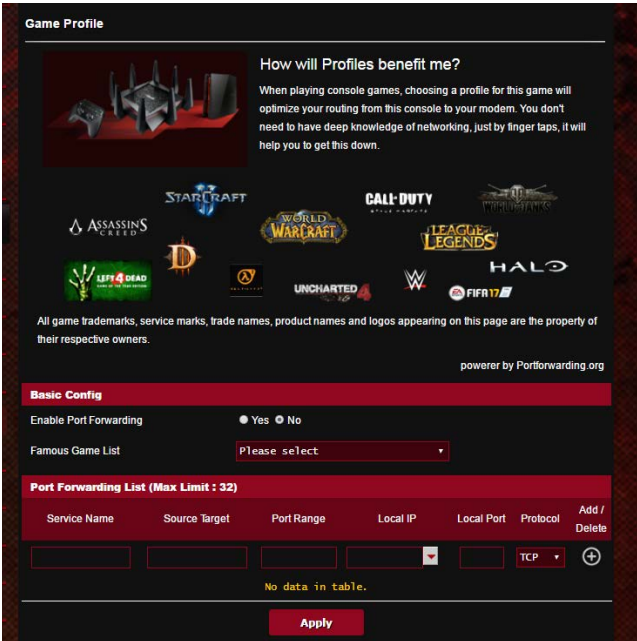 Game Profile
How will Profiles benefit me?
When playing console games, choosing a profile for this game will
optimize your routing from this console to your modem. You don't
need to have deep knowledge of networking, just by finger taps, it will
help you to get this down.
STARCRAFT
CALL·DUTY
WORLD TANKS
ASSASSINS
CREED
WORLD
WARCRAFT
LEAGUE
LEGENDS
D
HALO
LEFT 4 DEAD
UNCHARTED 4
W
EA SPORTS FIFA 17
All game trademarks, service marks, trade names, product names and logos appearing on this page are the property of
their respective owners.
powerer by Portforwarding.org
Basic Config
Enable Port Forwarding Yes No
Famous Game List Please select
Port Forwarding List (Max Limit : 32)
Service Name Source Target Port Range Local IP Local Port Protocol Add /
Delete
TCP
No data in table.
Apply